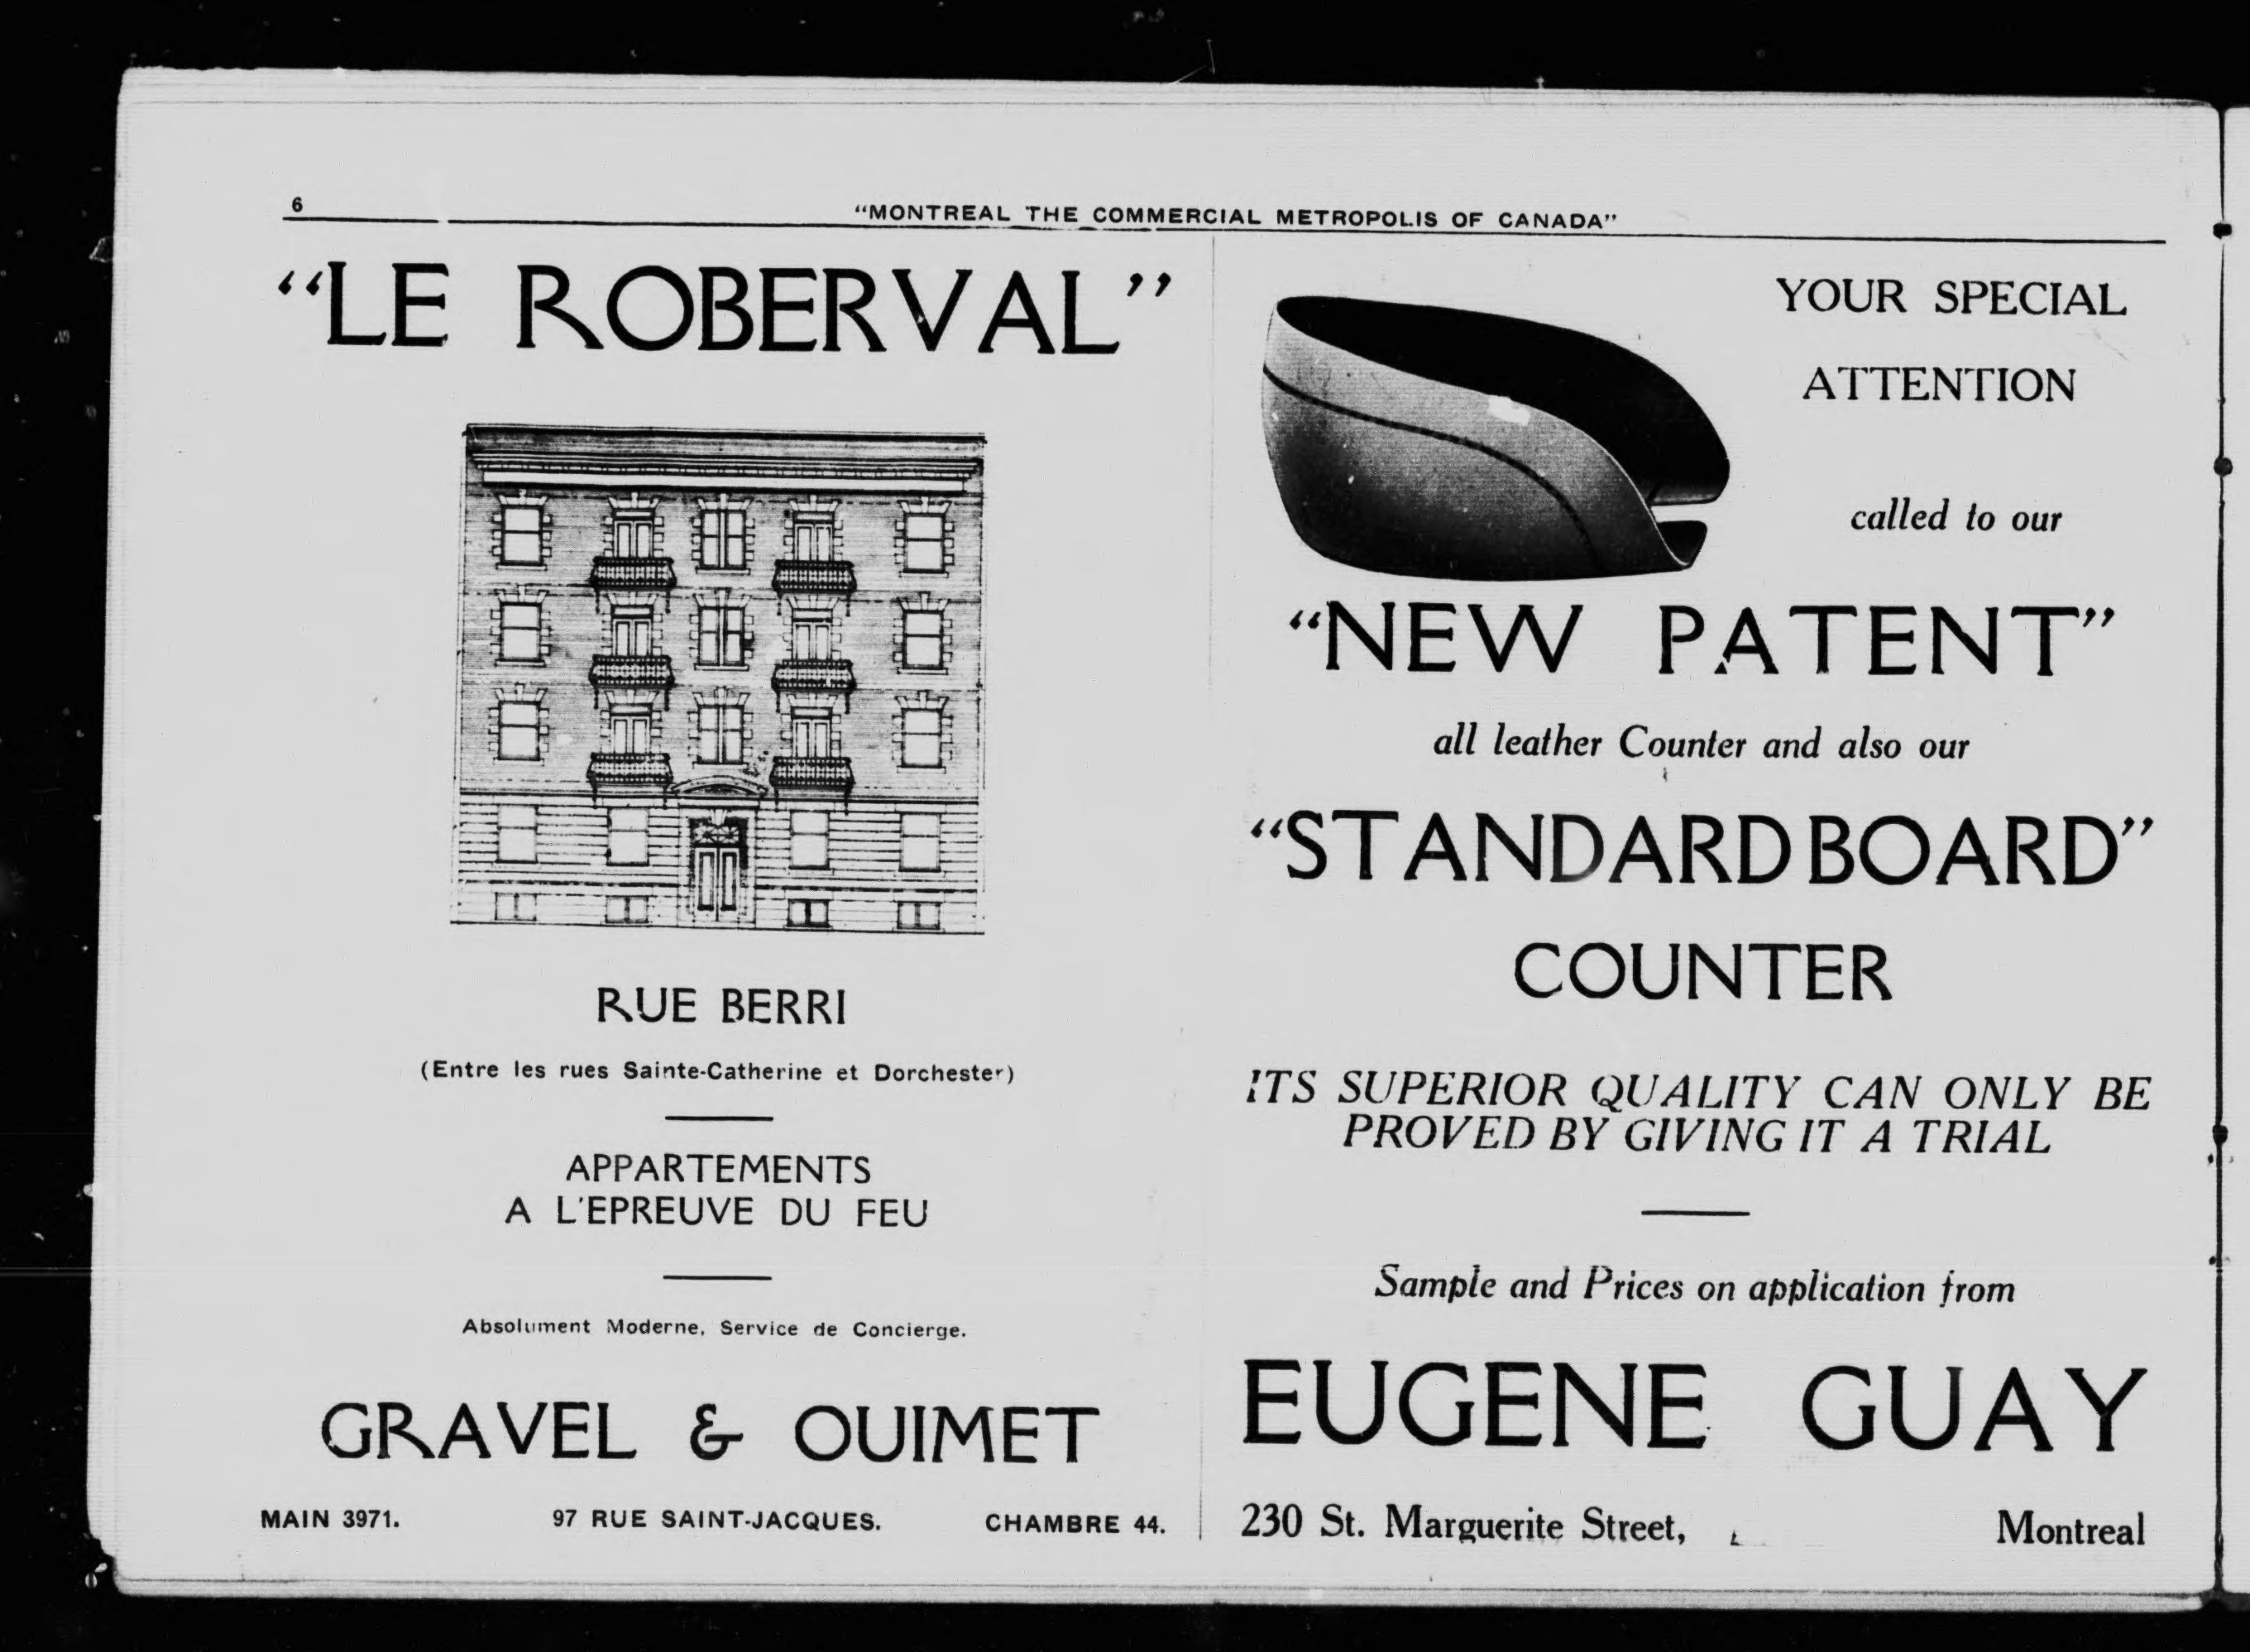 6
“MONTREAL THE COMMERCIAL METROPOLIS OF CANADA”
“LE ROBERVAL”
RUE BERRI
(Entre les rues Sainte-Catherine et Dorchester)
APPARTEMENTS
A L'EPREUVE DU FEU
Absolument Moderne, Service de Concierge.
GRAVEL & OUIMET
MAIN 3971. 97 RUE SAINT-JACQUES. CHAMBRE 44.
YOUR SPECIAL
ATTENTION
called to our
“NEW PATENT”
all leather Counter and also our
“STANDARD BOARD”
COUNTER
ITS SUPERIOR QUALITY CAN ONLY BE
PROVED BY GIVING IT A TRIAL
Sample and Prices on application from
EUGENE GUAY
230 St. Marguerite Street, Montreal